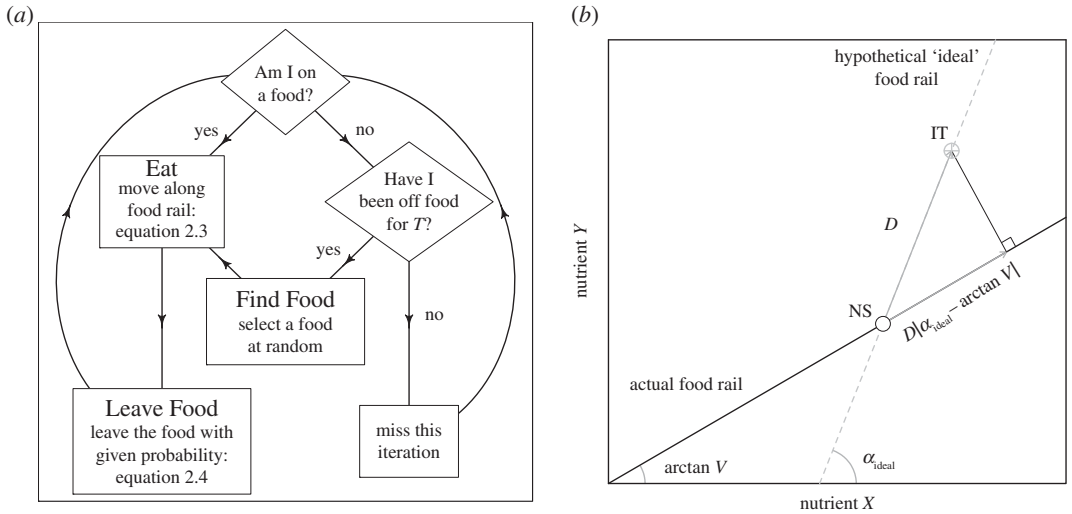 (a)
Am I on
a food?
yes
no
Eat
move along
food rail:
equation 2.3
Have I
been off food
for T?
yes
Find Food
select a food
at random
no
Leave Food
leave the food with
given probability:
equation 2.4
miss this
iteration
(b)
hypothetical ‘ideal’
food rail
IT
D
nutrient Y
NS
D|α_ideal – arctan V|
actual food rail
arctan V
α_ideal
nutrient X